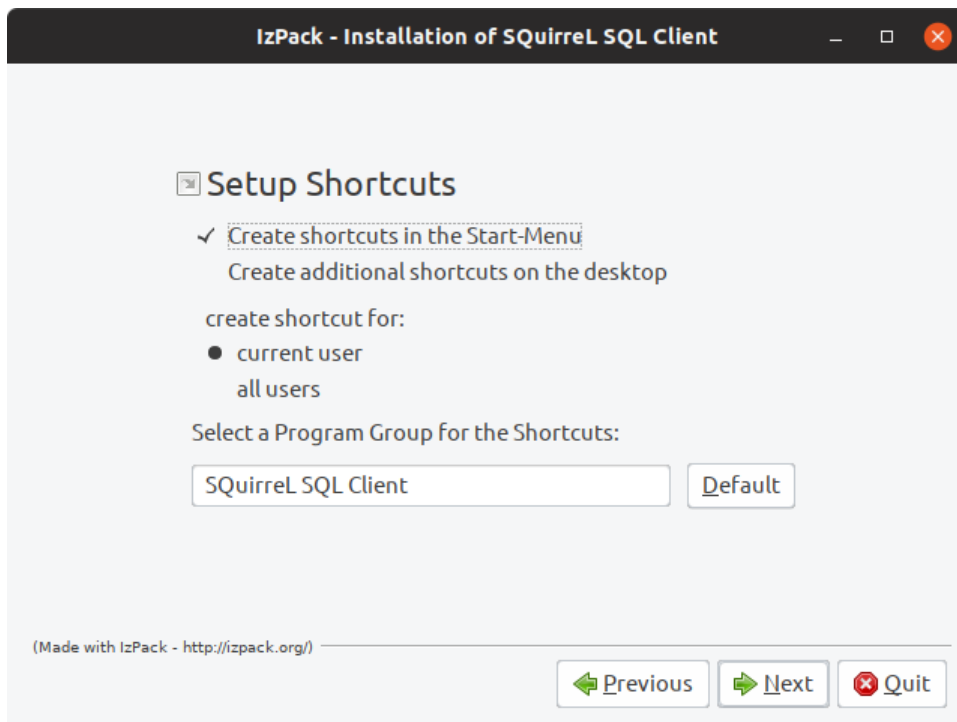 IzPack - Installation of SQuirreL SQL Client
Setup Shortcuts
Create shortcuts in the Start-Menu
Create additional shortcuts on the desktop
create shortcut for:
current user
all users
Select a Program Group for the Shortcuts:
SQuirreL SQL Client
Default
(Made with IzPack - http://izpack.org/)
Previous
Next
Quit